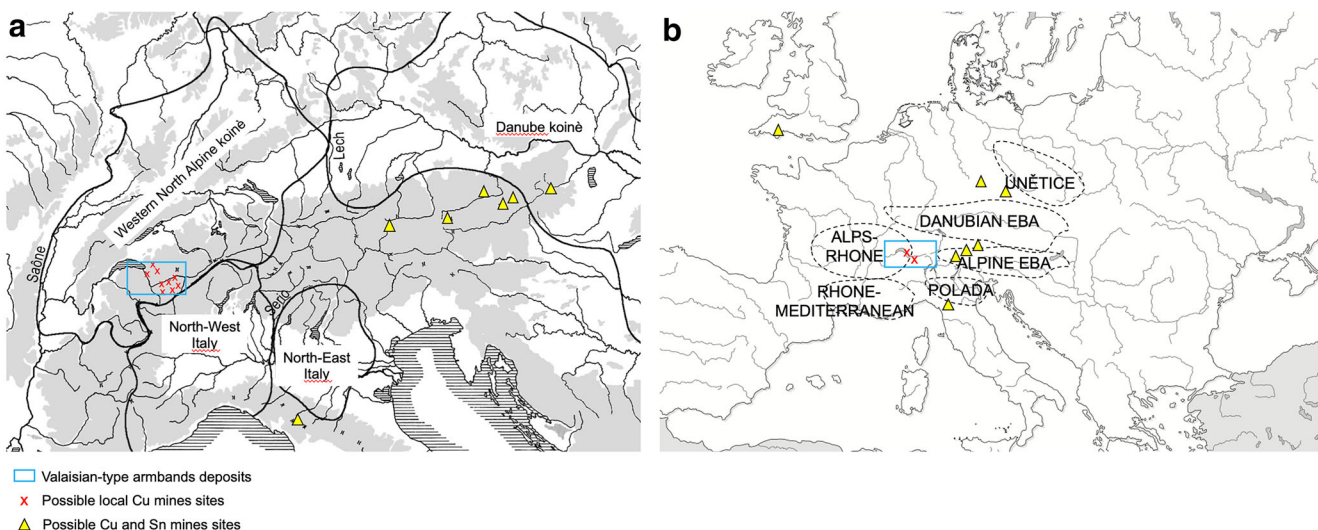 a
Danube koinè
Lech
Western North Alpine koinè
Saône
Serio
North-West
Italy
North-East
Italy
b
ÚNĚTICE
DANUBIAN EBA
ALPS-
RHONE
ALPINE EBA
RHONE-
MEDITERRANEAN
POLADA
Valaisian-type armbands deposits
x Possible local Cu mines sites
Possible Cu and Sn mines sites